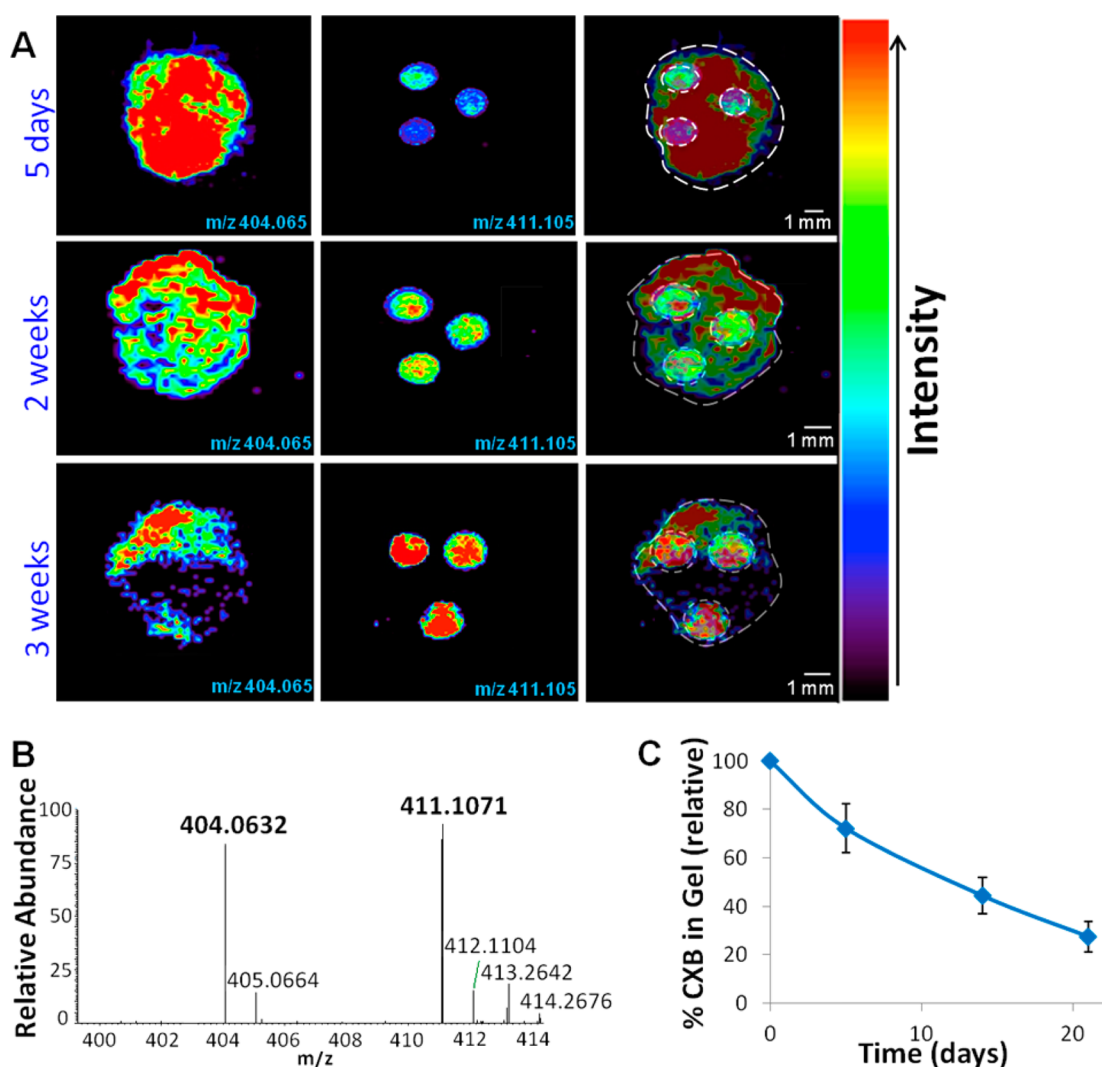 A
5 days
m/z 404.065
m/z 411.105
1 mm
2 weeks
m/z 404.065
m/z 411.105
1 mm
3 weeks
m/z 404.065
m/z 411.105
1 mm
Intensity
B
Relative Abundance
100
75
50
25
0
404.0632
405.0664
411.1071
412.1104
413.2642
414.2676
400 402 404 406 408 410 412 414
m/z
C
% CXB in Gel (relative)
100
80
60
40
20
0
0 10 20
Time (days)